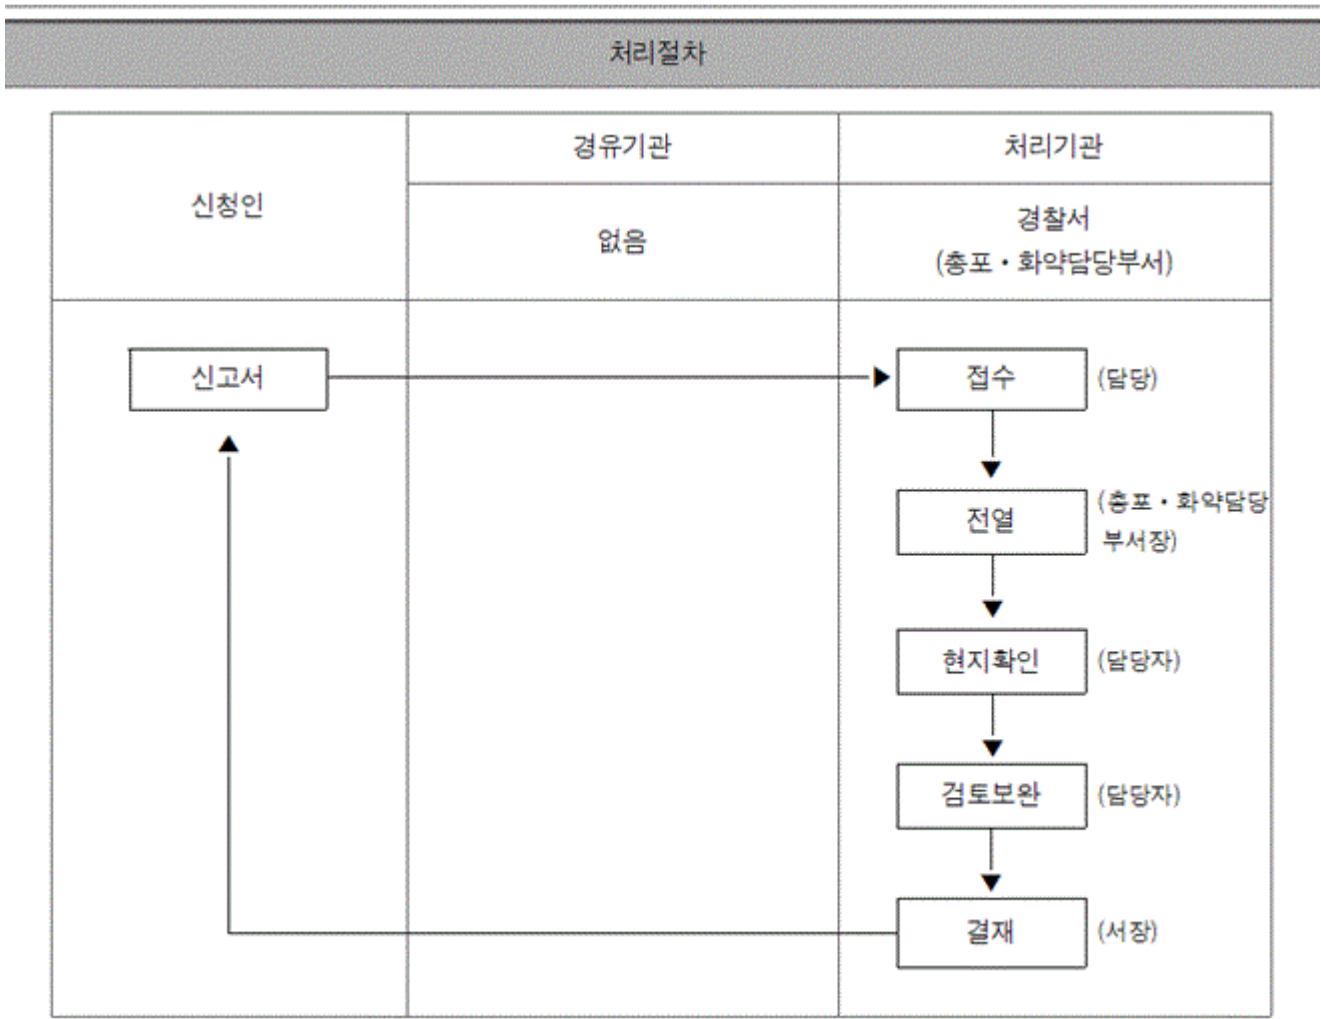 처리절차
신청인
경유기관
처리기관
없음
경찰서
(총포・화약담당부서)
신고서
접수
(담당)
전열
(총포・화약담당
부서장)
현지확인
(담당자)
검토보완
(담당자)
결재
(서장)